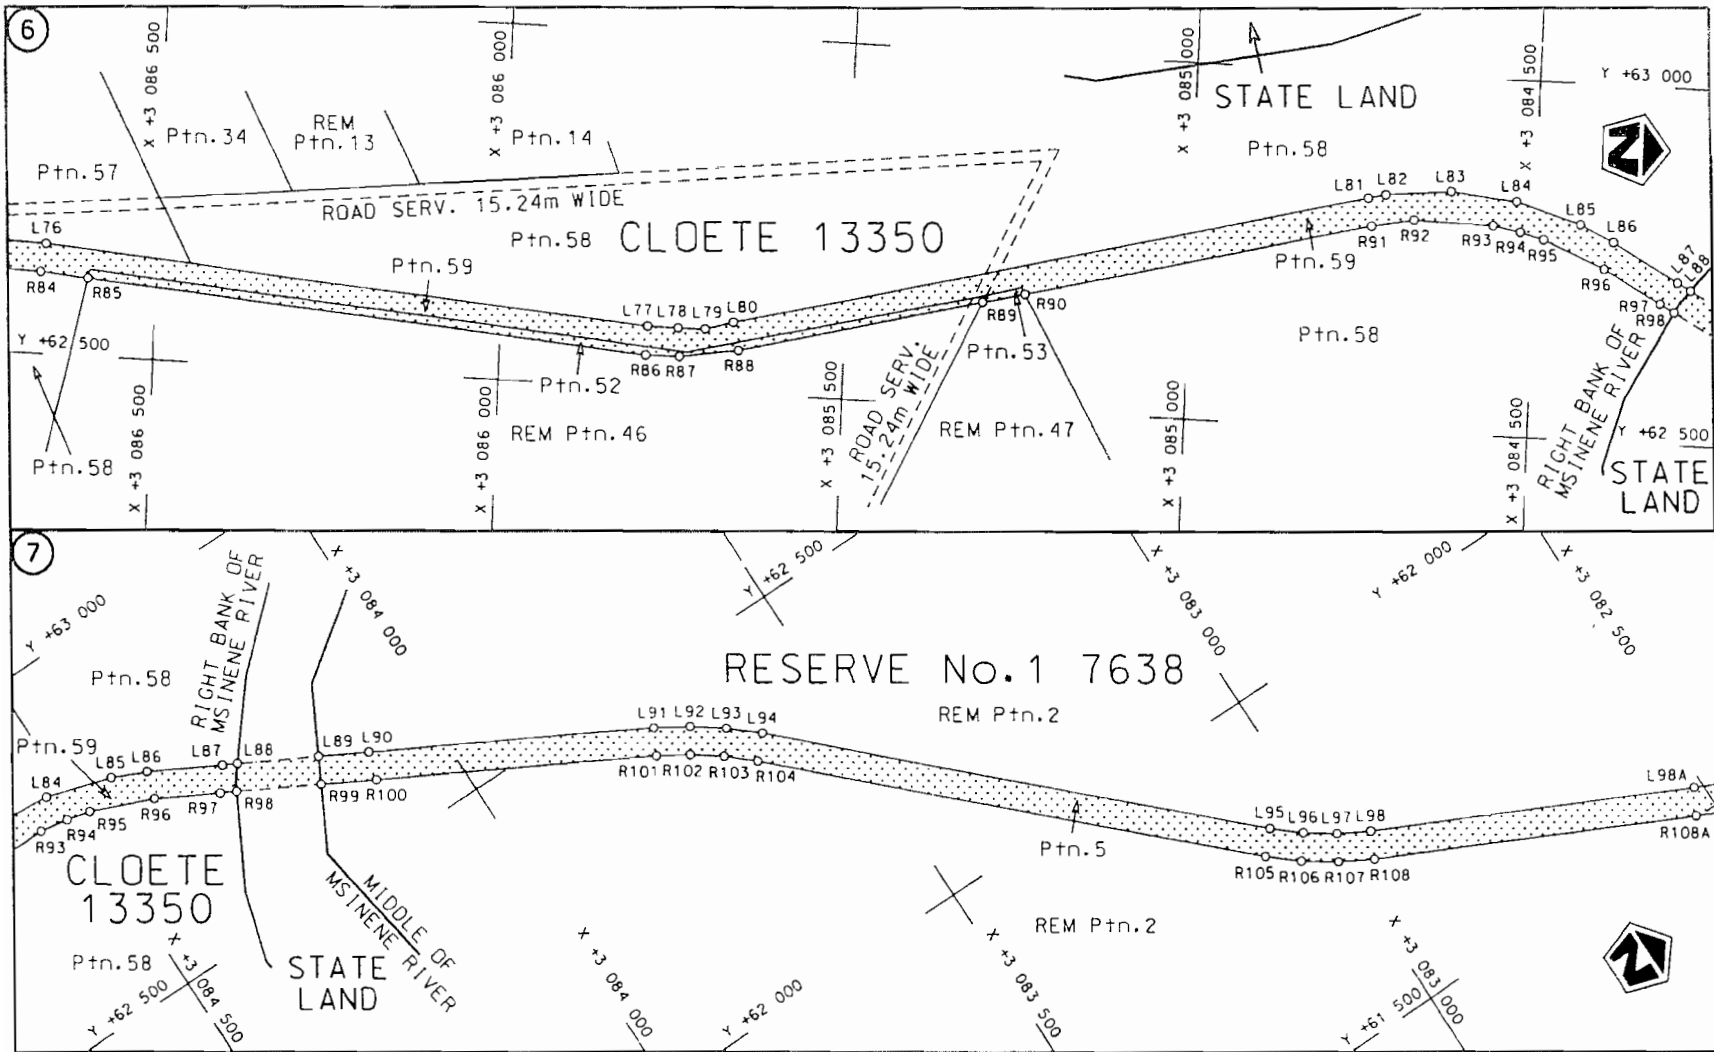 6
X +3 086 500
X +3 086 000
X +3 085 000
X +3 084 500
Y +63 000
STATE LAND
Ptn.34
REM
Ptn.13
Ptn.14
Ptn.58
N
Ptn.57
ROAD SERV. 15.24m WIDE
L76
Ptn.58
CLOETE 13350
L81
L82
L83
L84
L85
L86
L87
L88
Ptn.59
Ptn.59
R84
R85
R91
R92
R93
R94
R95
R96
R97
R98
L77
L78
L79
L80
R89
R90
Y +62 500
R86
R87
R88
Ptn.53
Ptn.58
Ptn.52
ROAD SERV.
15.24m WIDE
REM Ptn.46
REM Ptn.47
Ptn.58
X +3 086 500
X +3 086 000
X +3 085 500
X +3 085 000
X +3 084 500
RIGHT BANK OF
MSINENE RIVER
Y +62 500
STATE
LAND
7
Y +63 000
RIGHT BANK OF
MSINENE RIVER
X +3 084 000
Y +62 500
X +3 083 000
Y +62 000
X +3 082 500
Ptn.58
RESERVE No.1 7638
REM Ptn.2
Ptn.59
L84
L85
L86
L87
L88
L89
L90
L91
L92
L93
L94
R93
R94
R95
R96
R97
R98
R99
R100
R101
R102
R103
R104
L95
L96
L97
L98
L98A
Ptn.5
R105
R106
R107
R108
R108A
CLOETE
13350
MIDDLE OF
MSINENE RIVER
REM Ptn.2
Ptn.58
STATE
LAND
N
Y +62 500
X +3 084 500
X +3 084 000
Y +62 000
X +3 083 500
Y +61 500
X +3 083 000